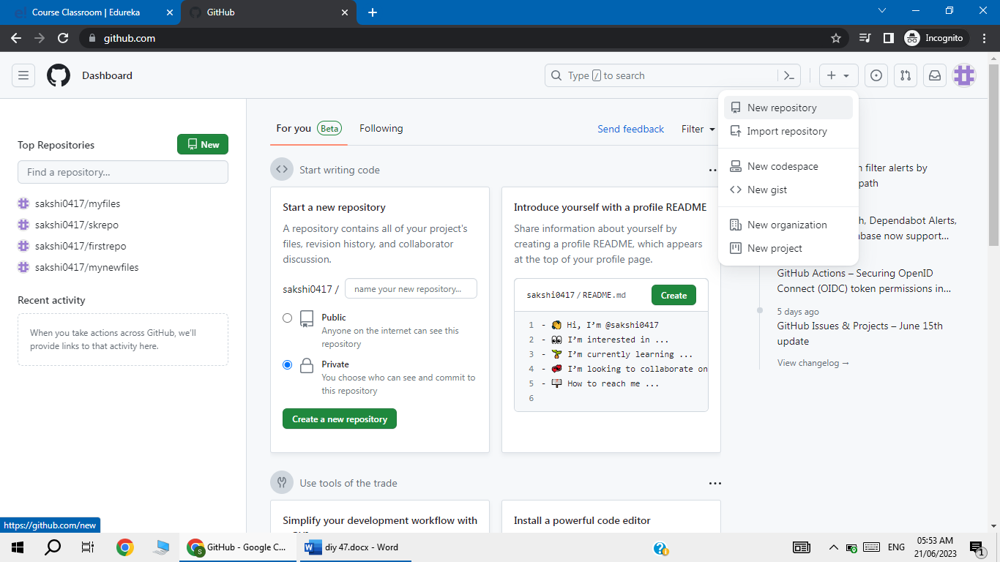 Course Classroom | Edureka
GitHub
github.com
Incognito
Dashboard
Type / to search
Top Repositories
New
Find a repository...
sakshi0417/myfiles
sakshi0417/skrepo
sakshi0417/firstrepo
sakshi0417/mynewfiles
Recent activity
When you take actions across GitHub, we'll
provide links to that activity here.
For you Beta
Following
Send feedback
Filter
Start writing code
Start a new repository
A repository contains all of your project's
files, revision history, and collaborator
discussion.
sakshi0417 /
name your new repository...
Public
Anyone on the internet can see this
repository
Private
You choose who can see and commit to
this repository
Create a new repository
Introduce yourself with a profile README
Share information about yourself by
creating a profile README, which appears
at the top of your profile page.
sakshi0417 / README.md
Create
1 - 👋 Hi, I'm @sakshi0417
2 - 👀 I'm interested in ...
3 - 🌱 I'm currently learning ...
4 - 💞️ I'm looking to collaborate on
5 - 📫 How to reach me ...
6
New repository
Import repository
New codespace
New gist
New organization
New project
filter alerts by
path
Dependabot Alerts,
now support...
GitHub Actions – Securing OpenID
Connect (OIDC) token permissions in...
5 days ago
GitHub Issues & Projects – June 15th
update
View changelog →
Use tools of the trade
Simplify your development workflow with
Install a powerful code editor
https://github.com/new
GitHub - Google C...
S
diy 47.docx - Word
ENG
05:53 AM
21/06/2023
1